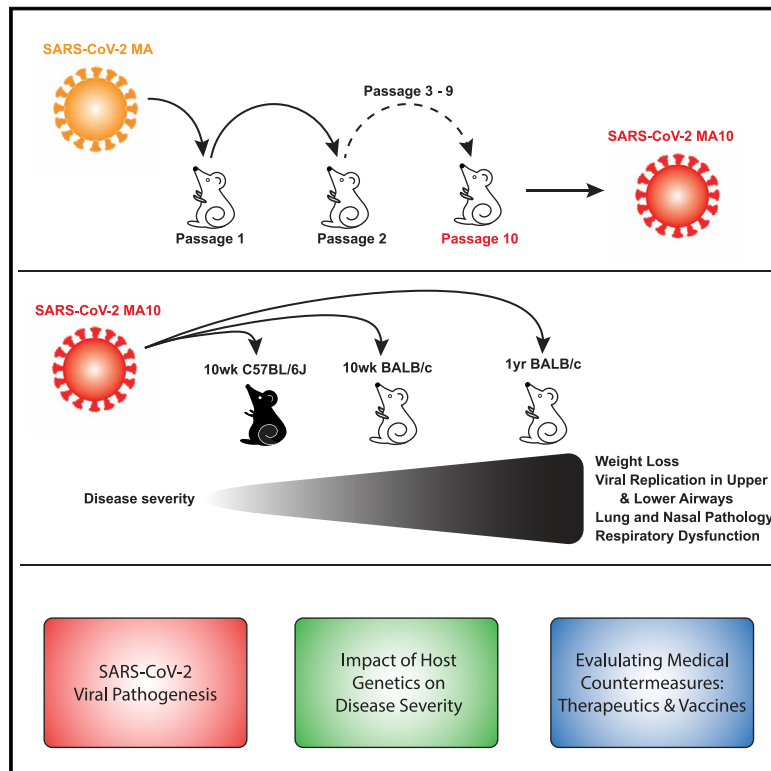 SARS-CoV-2 MA
Passage 3 - 9
Passage 1
Passage 2
Passage 10
SARS-CoV-2 MA10
SARS-CoV-2 MA10
10wk C57BL/6J
10wk BALB/c
1yr BALB/c
Disease severity
Weight Loss
Viral Replication in Upper
& Lower Airways
Lung and Nasal Pathology
Respiratory Dysfunction
SARS-CoV-2
Viral Pathogenesis
Impact of Host
Genetics on
Disease Severity
Evalulating Medical
Countermeasures:
Therapeutics & Vaccines